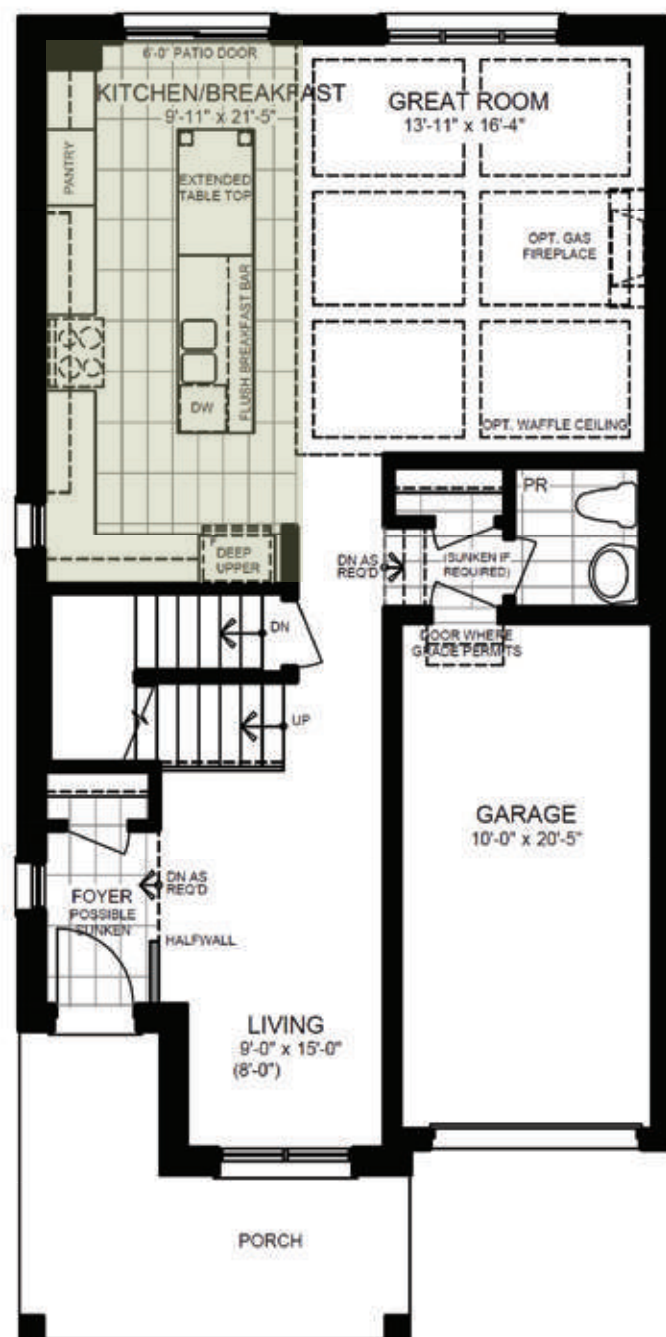 6'-0" PATIO DOOR
KITCHEN/BREAKFAST
9'-11" x 21'-5"
GREAT ROOM
13'-11" x 16'-4"
PANTRY
EXTENDED
TABLE TOP
OPT. GAS
FIREPLACE
FLUSH BREAKFAST BAR
DW
OPT. WAFFLE CEILING
PR
F
DEEP
UPPER
DN AS
REQ'D
(SUNKEN IF
REQUIRED)
DN
DOOR WHERE
GRADE PERMITS
UP
GARAGE
10'-0" x 20'-5"
DN AS
REQ'D
FOYER
POSSIBLE
SUNKEN
HALFWALL
LIVING
9'-0" x 15'-0"
(8'-0")
PORCH